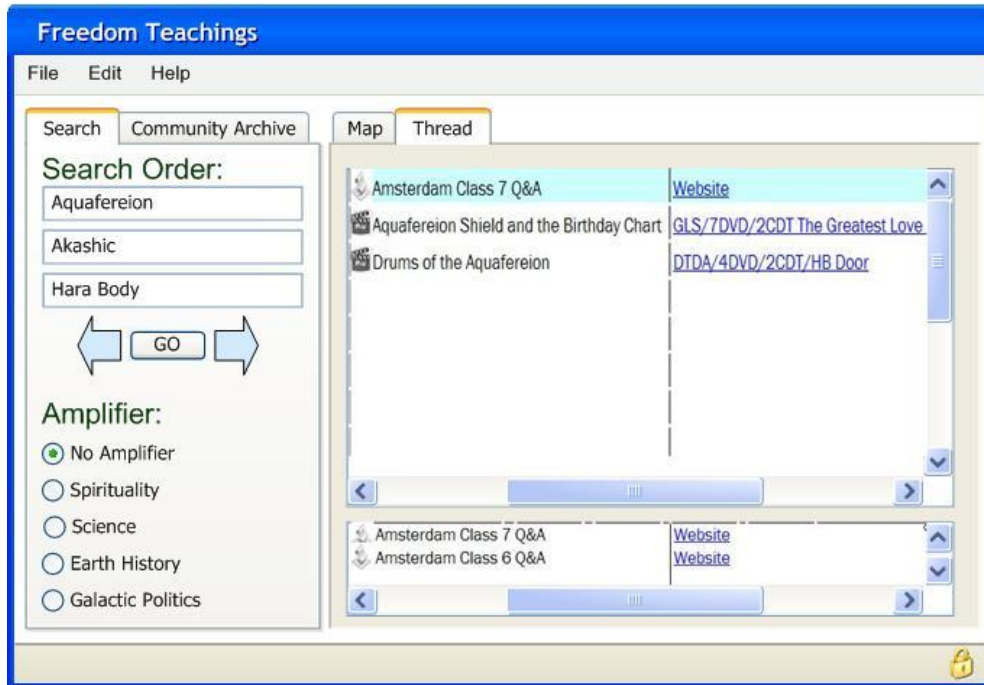 Freedom Teachings
File Edit Help
Search Community Archive
Search Order:
Aquafereion
Akashic
Hara Body
GO
Amplifier:
No Amplifier
Spirituality
Science
Earth History
Galactic Politics
Map Thread
Amsterdam Class 7 Q&A Website
Aquafereion Shield and the Birthday Chart GLS/7DVD/2CDT The Greatest Love
Drums of the Aquafereion DTDA/4DVD/2CDT/HB Door
Amsterdam Class 7 Q&A Website
Amsterdam Class 6 Q&A Website